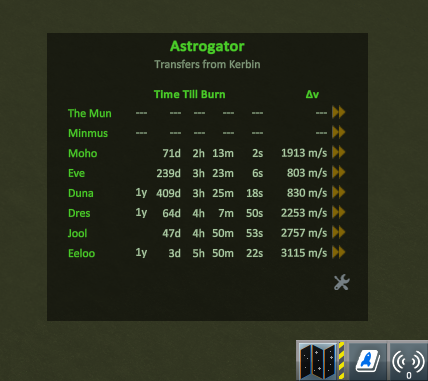 Astrogator
Transfers from Kerbin
Time Till Burn Δv
The Mun --- --- --- --- --- ---
Minmus --- --- --- --- --- ---
Moho 71d 2h 13m 2s 1913 m/s
Eve 239d 3h 23m 6s 803 m/s
Duna 1y 409d 3h 25m 18s 830 m/s
Dres 1y 64d 4h 7m 50s 2253 m/s
Jool 47d 4h 50m 53s 2757 m/s
Eeloo 1y 3d 5h 50m 22s 3115 m/s
0